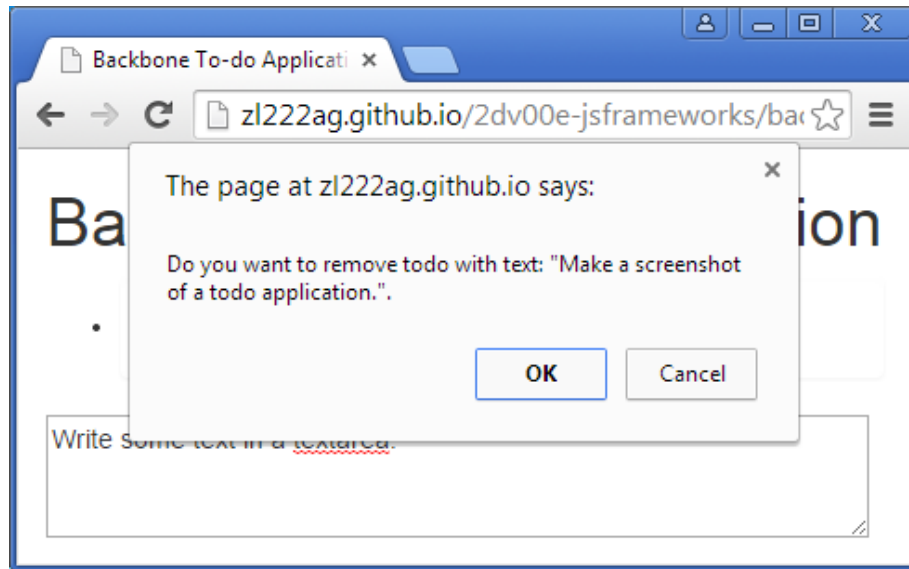 Backbone To-do Applicati
zl222ag.github.io/2dv00e-jsframeworks/bac
The page at zl222ag.github.io says:
Ba ion
Do you want to remove todo with text: "Make a screenshot
of a todo application.".
OK Cancel
Write some text in a textarea.